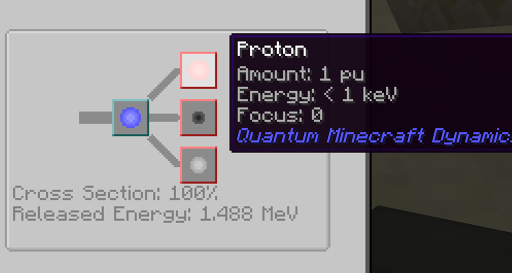 Proton
Amount: 1 pu
Energy: < 1 keV
Focus: 0
Quantum Minecraft Dynamics
Cross Section: 100%
Released Energy: 1.488 MeV